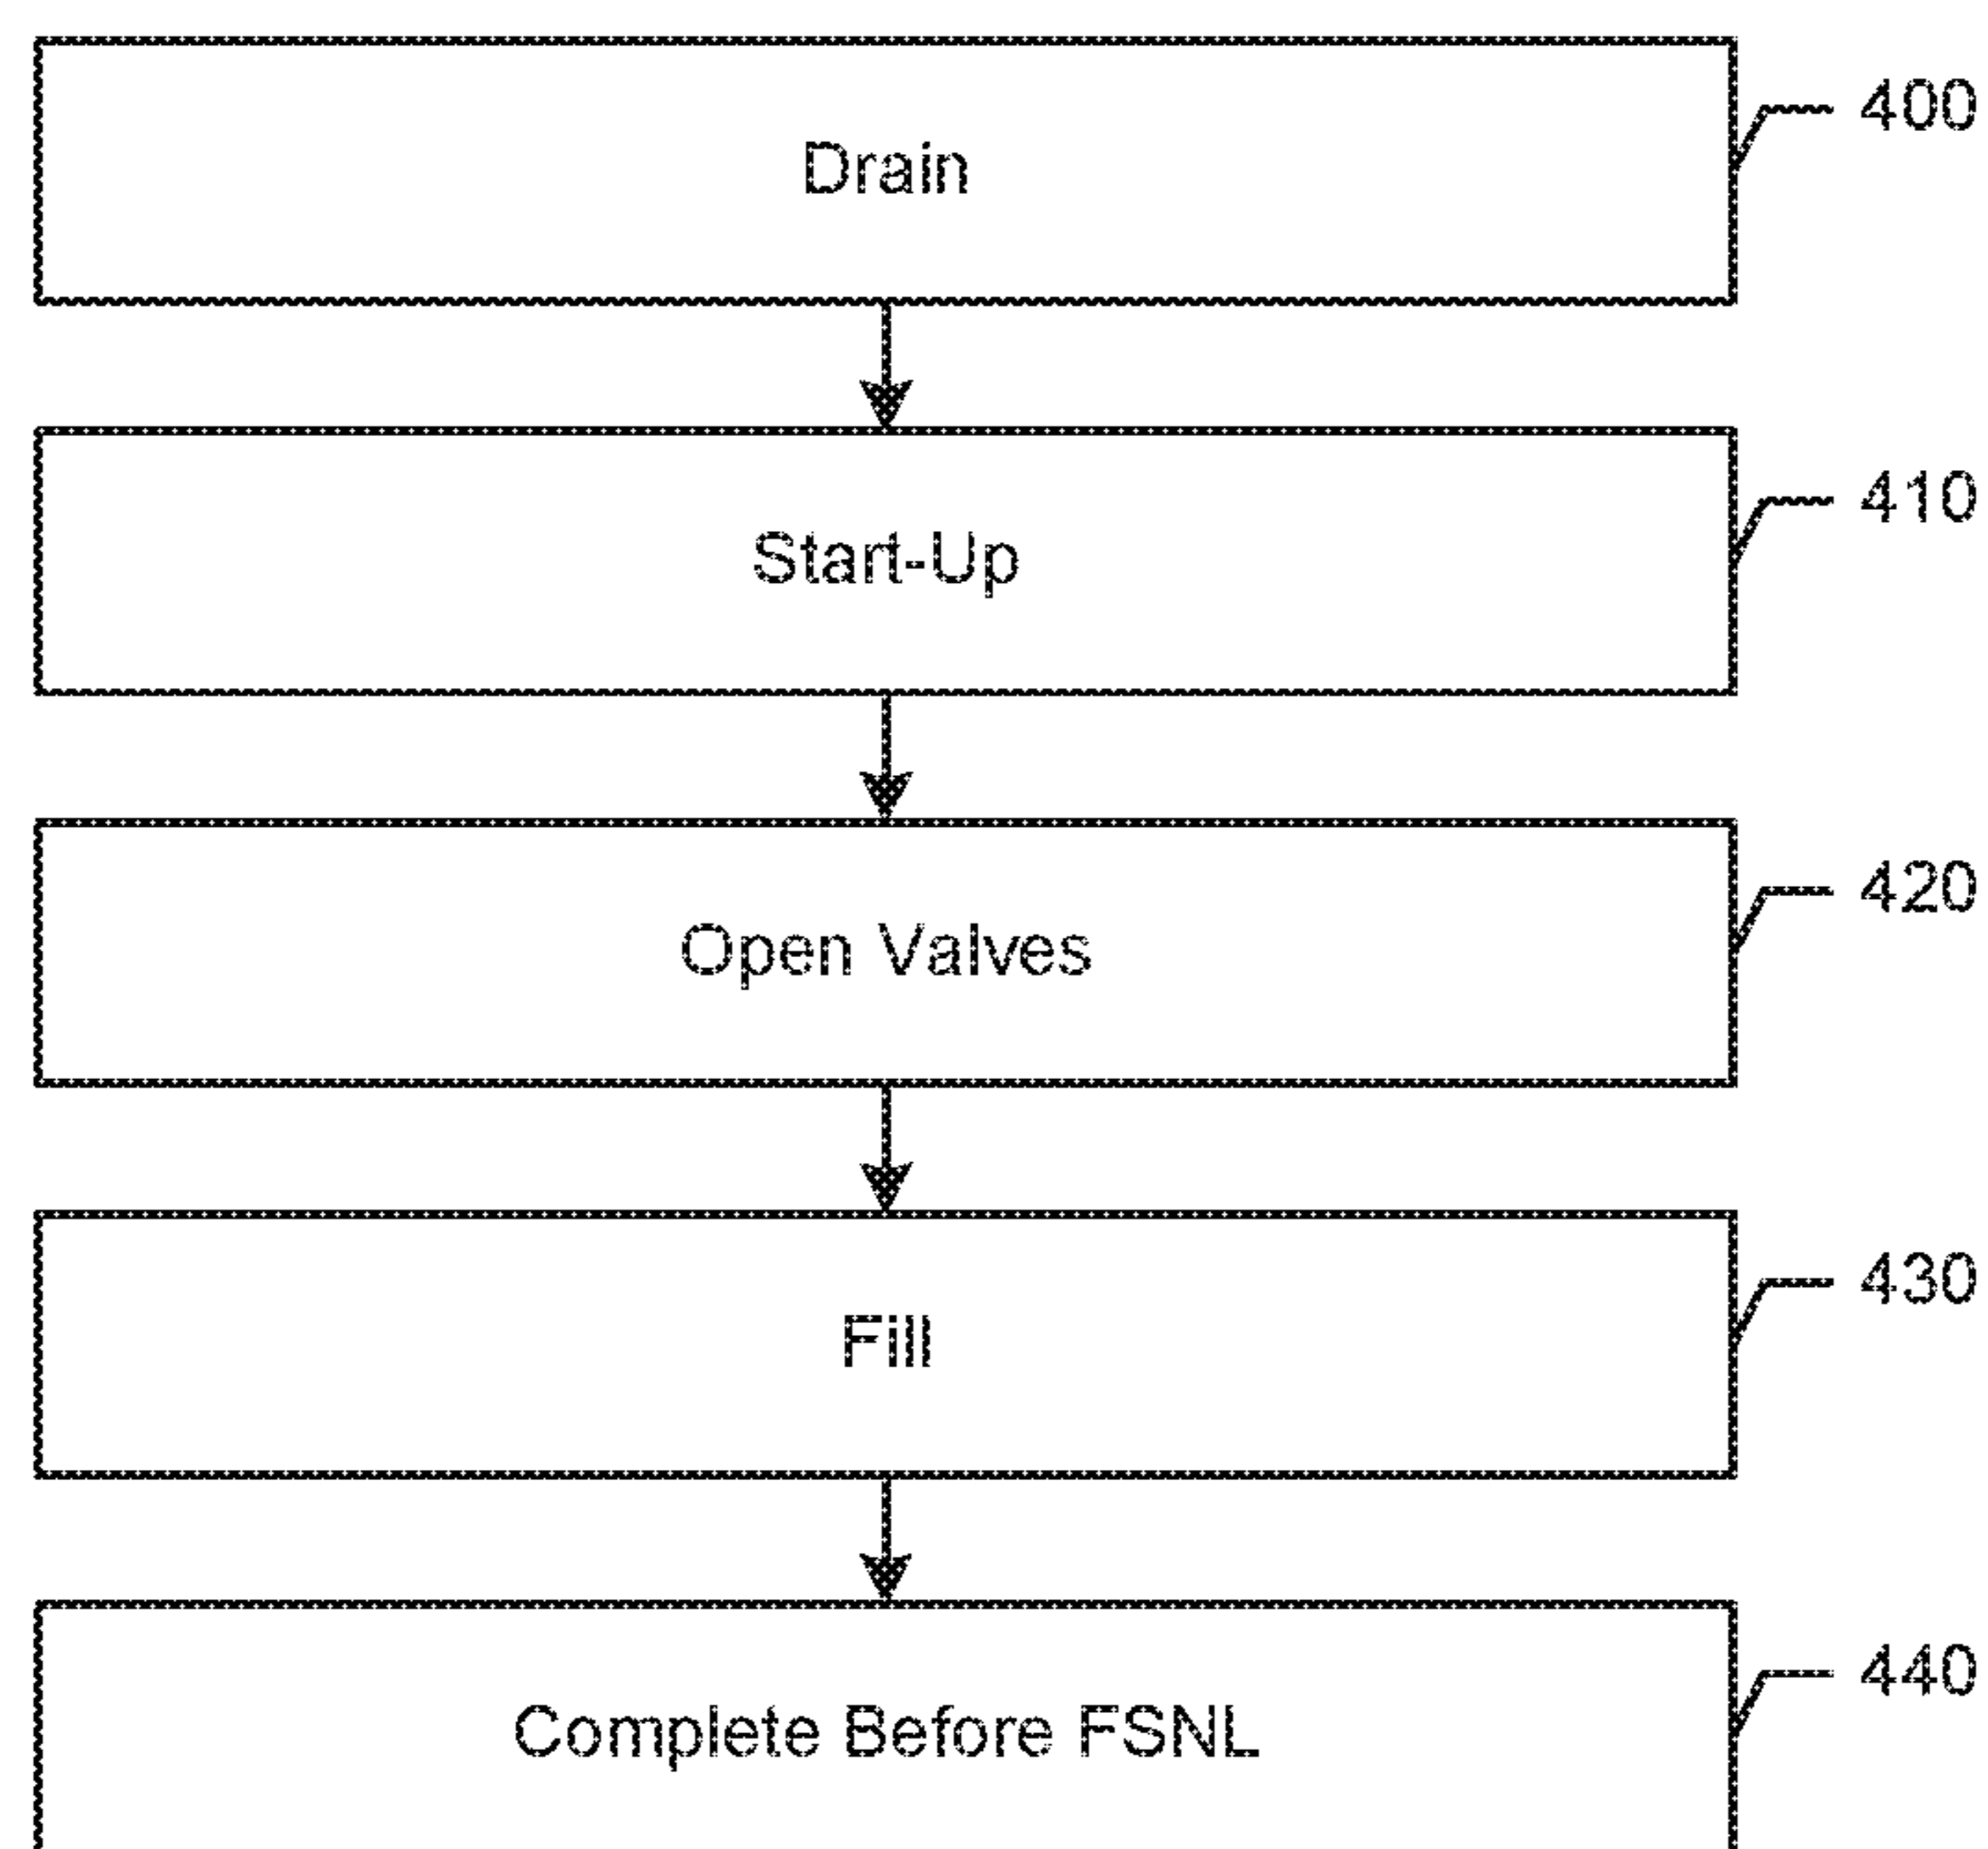 400
Drain
410
Start-Up
420
Open Valves
430
Fill
440
Complete Before FSNL